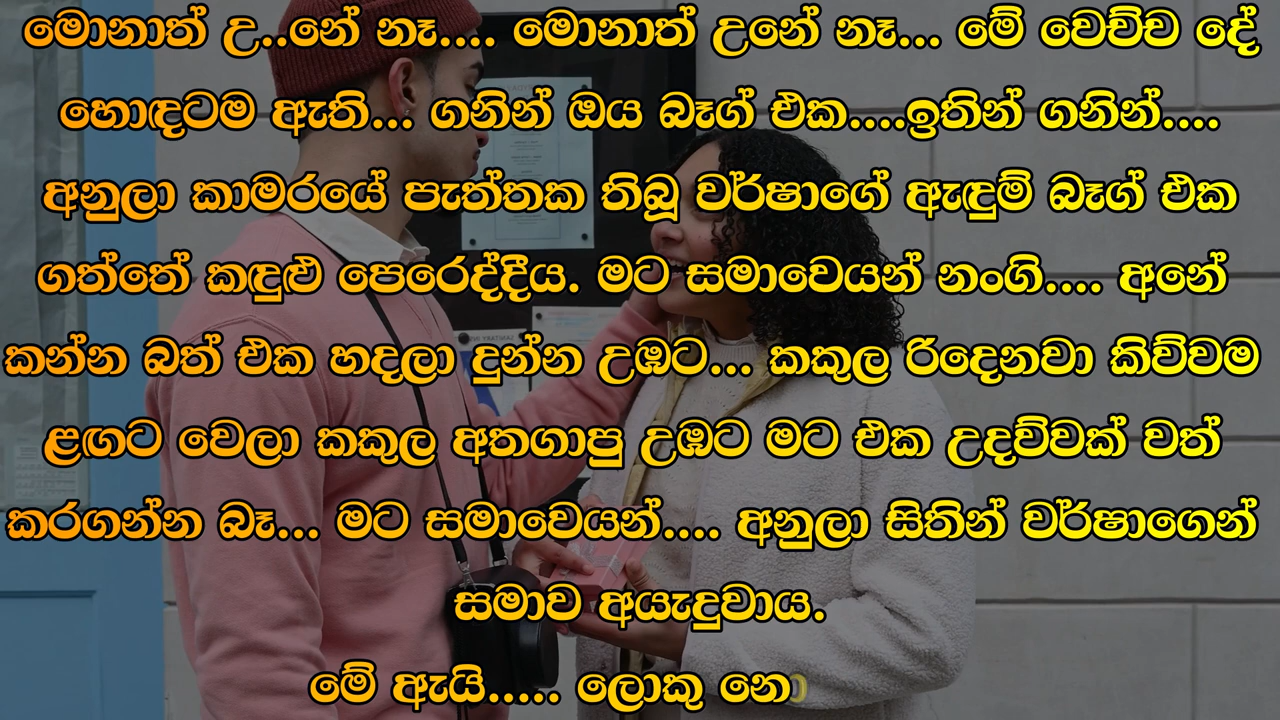 මොනාත් උ..නේ නෑ.... මොනාත් උනේ නෑ... මේ වෙච්ච දේ
හොඳටම ඇති... ගනින් ඔය බෑග් එක....ඉතින් ගනින්....
අනුලා කාමරයේ පැත්තක තිබූ වර්ෂාගේ ඇඳුම් බෑග් එක
ගත්තේ කඳුළු පෙරෙද්දීය. මට සමාවෙයන් නංගි.... අනේ
කන්න බත් එක හදලා දුන්න උඹට... කකුල රිදෙනවා කිව්වම
ළඟට වෙලා කකුල අතගාපු උඹට මට එක උදව්වක් වත්
කරගන්න බෑ... මට සමාවෙයන්.... අනුලා සිතින් වර්ෂාගෙන්
සමාව අයැදුවාය.
මේ ඇයි..... ලොකු නො